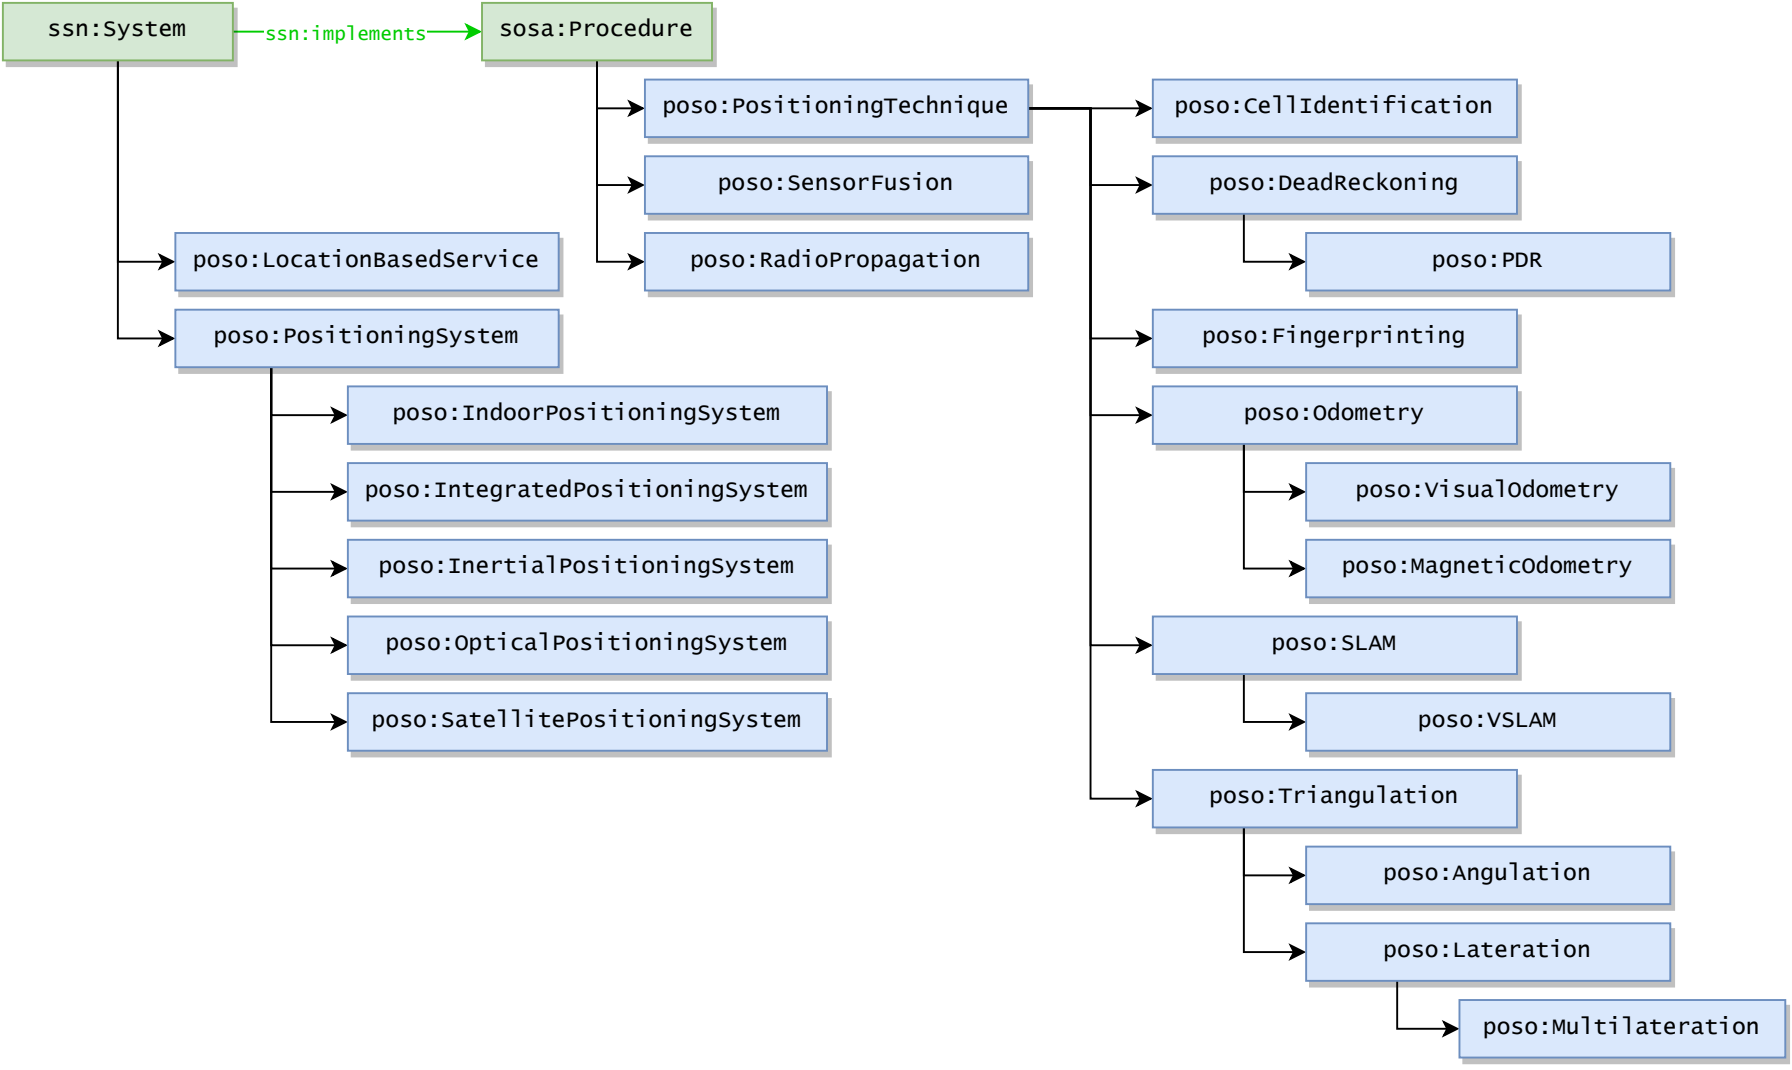 ssn:System
ssn:implements
sosa:Procedure
poso:PositioningTechnique
poso:CellIdentification
poso:SensorFusion
poso:DeadReckoning
poso:LocationBasedService
poso:RadioPropagation
poso:PDR
poso:PositioningSystem
poso:Fingerprinting
poso:IndoorPositioningSystem
poso:Odometry
poso:IntegratedPositioningSystem
poso:VisualOdometry
poso:InertialPositioningSystem
poso:MagneticOdometry
poso:OpticalPositioningSystem
poso:SLAM
poso:SatellitePositioningSystem
poso:VSLAM
poso:Triangulation
poso:Angulation
poso:Lateration
poso:Multilateration